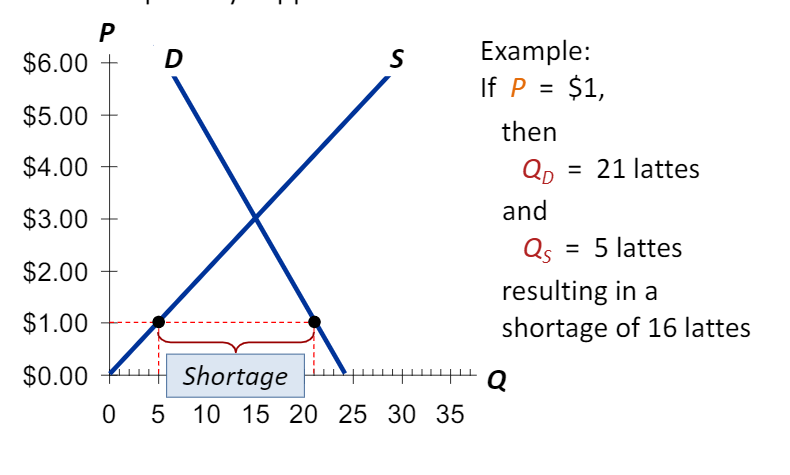 P
D
S
$6.00
$5.00
$4.00
$3.00
$2.00
$1.00
$0.00
Shortage
Q
0 5 10 15 20 25 30 35
Example:
If P = $1,
then
QD = 21 lattes
and
QS = 5 lattes
resulting in a
shortage of 16 lattes